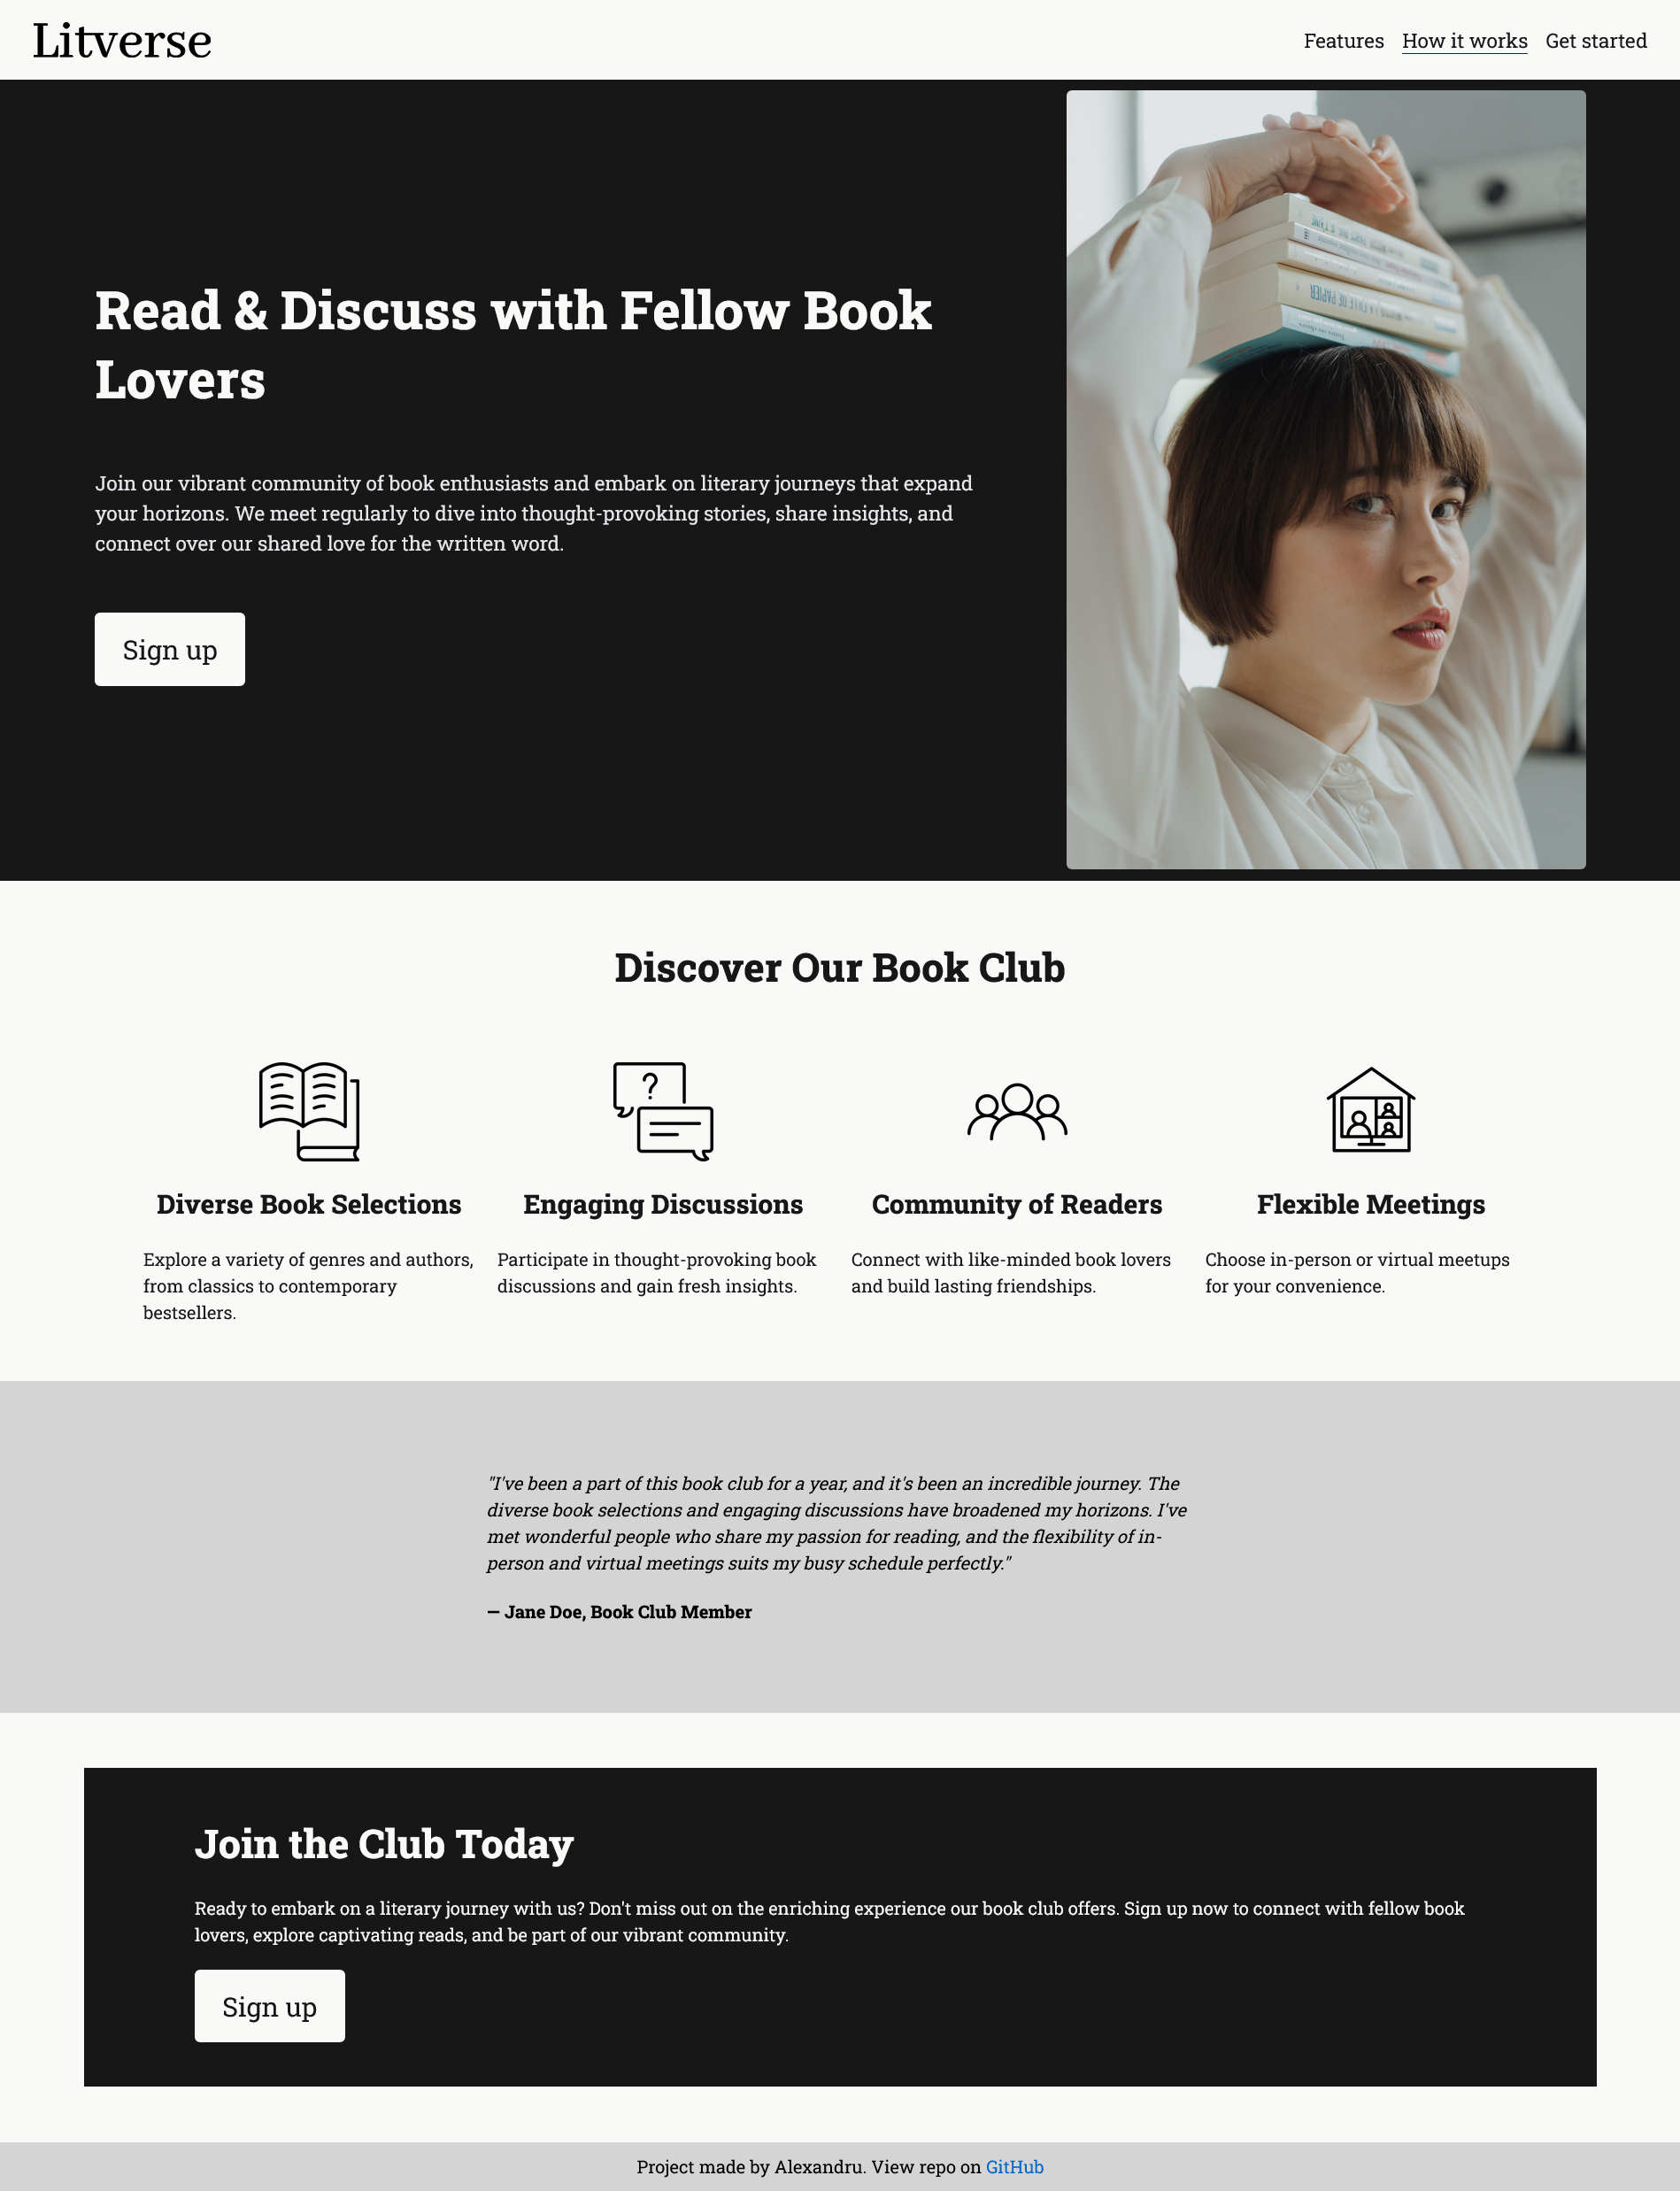 Litverse
Features How it works Get started
Read & Discuss with Fellow Book
Lovers
Join our vibrant community of book enthusiasts and embark on literary journeys that expand
your horizons. We meet regularly to dive into thought-provoking stories, share insights, and
connect over our shared love for the written word.
Sign up
Discover Our Book Club
?
Diverse Book Selections
Explore a variety of genres and authors,
from classics to contemporary
bestsellers.
Engaging Discussions
Participate in thought-provoking book
discussions and gain fresh insights.
Community of Readers
Connect with like-minded book lovers
and build lasting friendships.
Flexible Meetings
Choose in-person or virtual meetups
for your convenience.
"I've been a part of this book club for a year, and it's been an incredible journey. The
diverse book selections and engaging discussions have broadened my horizons. I've
met wonderful people who share my passion for reading, and the flexibility of in-
person and virtual meetings suits my busy schedule perfectly."
— Jane Doe, Book Club Member
Join the Club Today
Ready to embark on a literary journey with us? Don't miss out on the enriching experience our book club offers. Sign up now to connect with fellow book
lovers, explore captivating reads, and be part of our vibrant community.
Sign up
Project made by Alexandru. View repo on GitHub